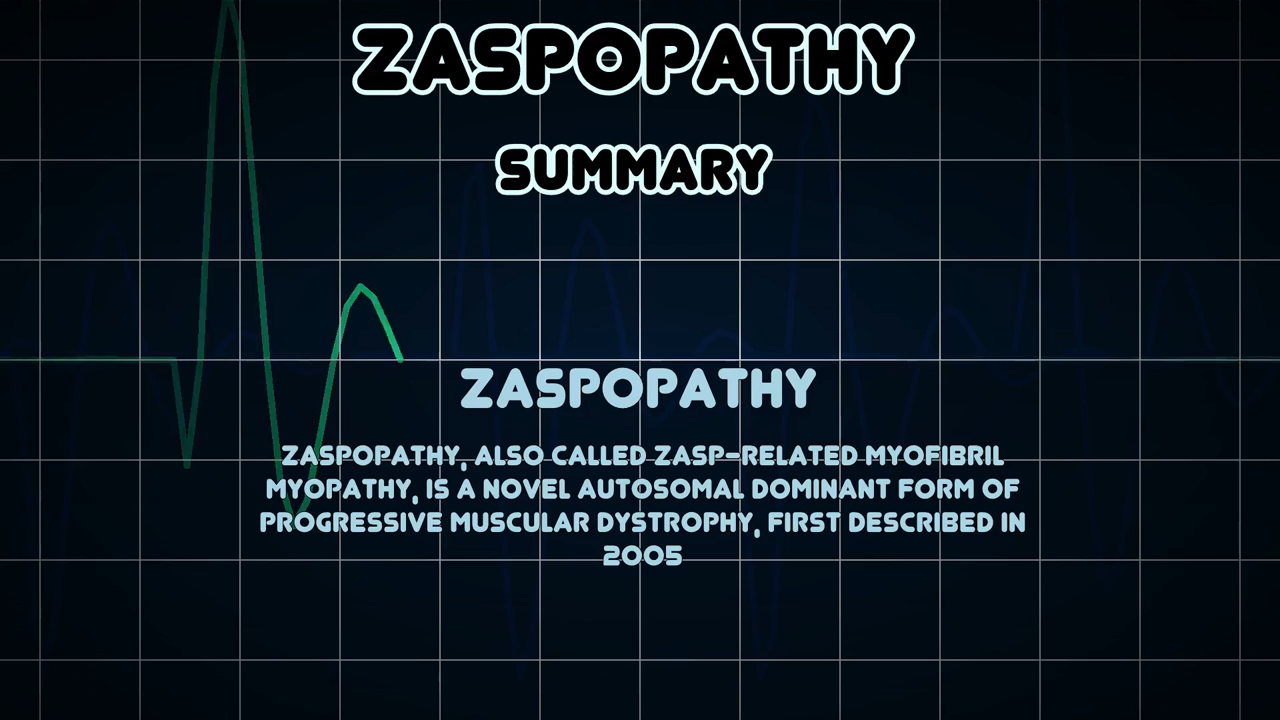 ZASPOPATHY
SUMMARY
ZASPOPATHY
ZASPOPATHY, ALSO CALLED ZASP-RELATED MYOFIBRIL
MYOPATHY, IS A NOVEL AUTOSOMAL DOMINANT FORM OF
PROGRESSIVE MUSCULAR DYSTROPHY, FIRST DESCRIBED IN
2005